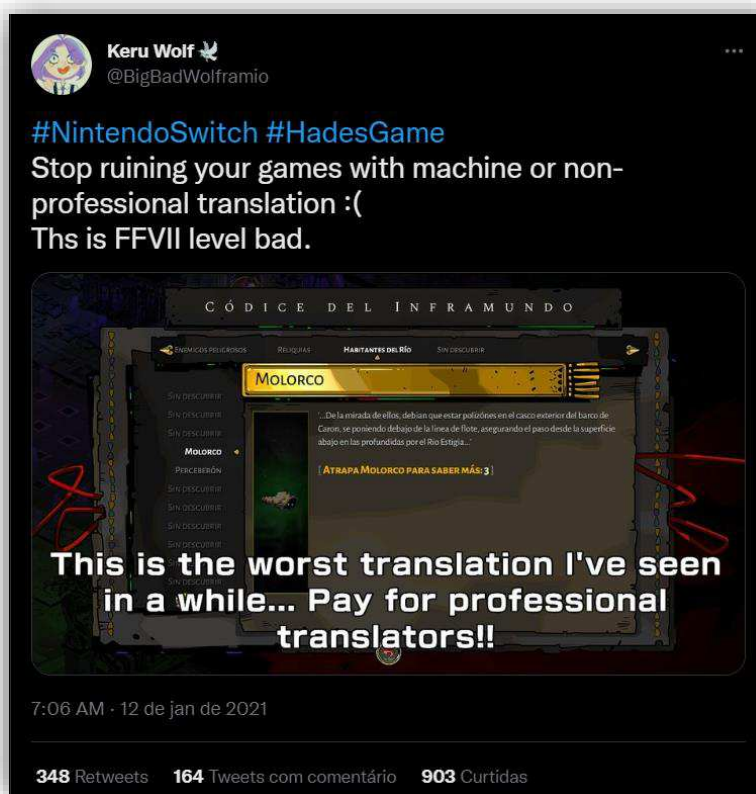 Keru Wolf
@BigBadWolframio
#NintendoSwitch #HadesGame
Stop ruining your games with machine or non-
professional translation :(
Ths is FFVII level bad.
CÓDICE DEL INFRAMUNDO
ENEMIGOS PELIGROSOS RELIQUIAS HABITANTES DEL RÍO SIN DESCUBRIR
MOLORCO
SIN DESCUBRIR
SIN DESCUBRIR
SIN DESCUBRIR
MOLORCO
PERCEBERÓN
SIN DESCUBRIR
SIN DESCUBRIR
SIN DESCUBRIR
SIN DESCUBRIR
'...De la mirada de ellos, debian que estar polizónes en el casco exterior del barco de
Caron, se poniendo debajo de la linea de flote, asegurando el paso desde la superficie
abajo en las profundidas por el Rio Estigia...'
[ ATRAPA MOLORCO PARA SABER MÁS: 3 ]
This is the worst translation I've seen
in a while... Pay for professional
translators!!
7:06 AM · 12 de jan de 2021
348 Retweets 164 Tweets com comentário 903 Curtidas